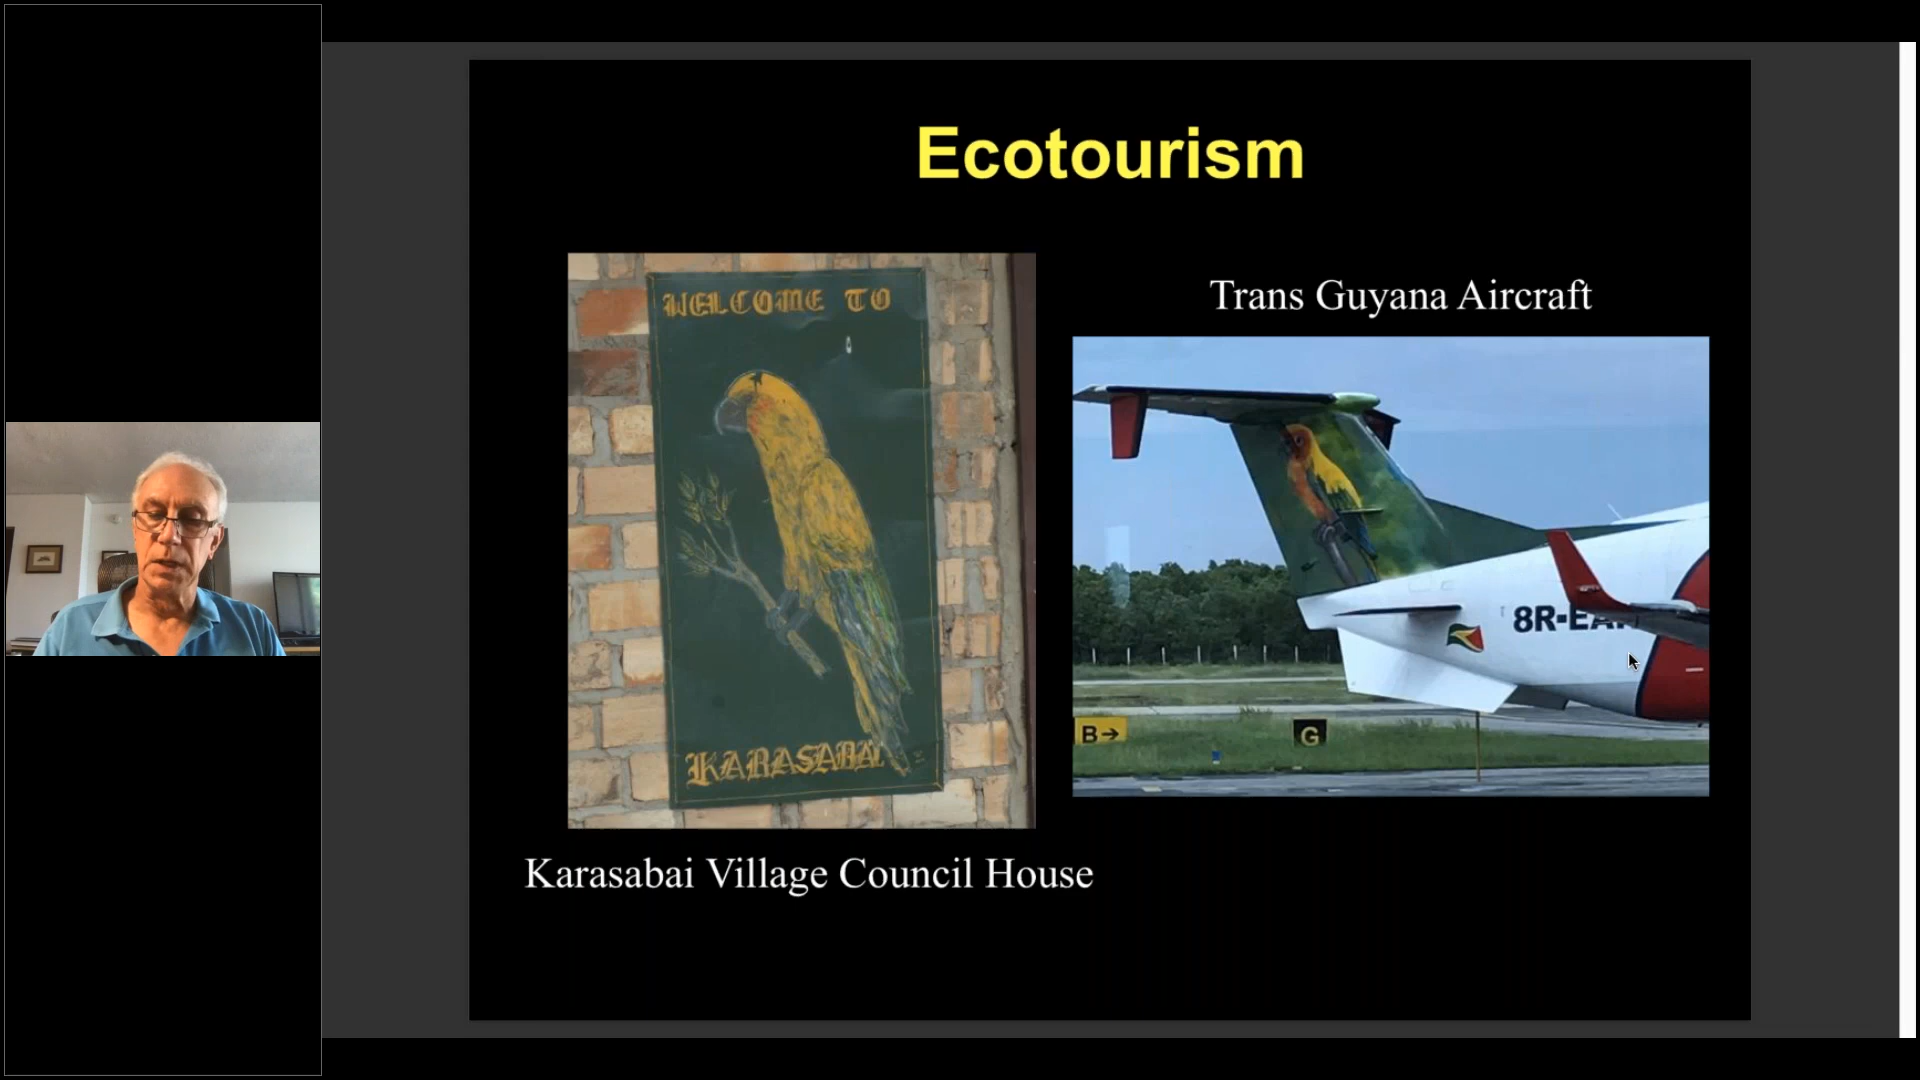 Ecotourism
WELCOME TO
KARASABAI
Trans Guyana Aircraft
8R-EA
B→
G
Karasabai Village Council House